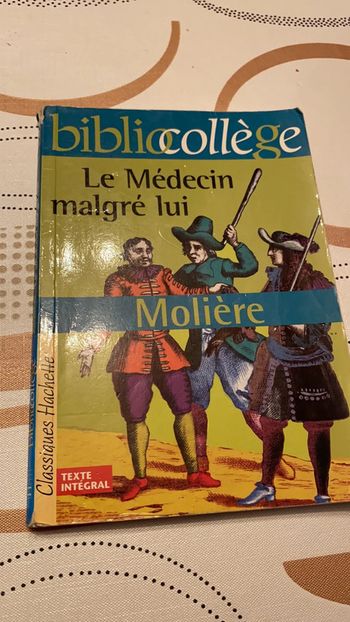 bibliocollège
Le Médecin
malgré lui
Molière
Classiques Hachette
TEXTE
INTÉGRAL